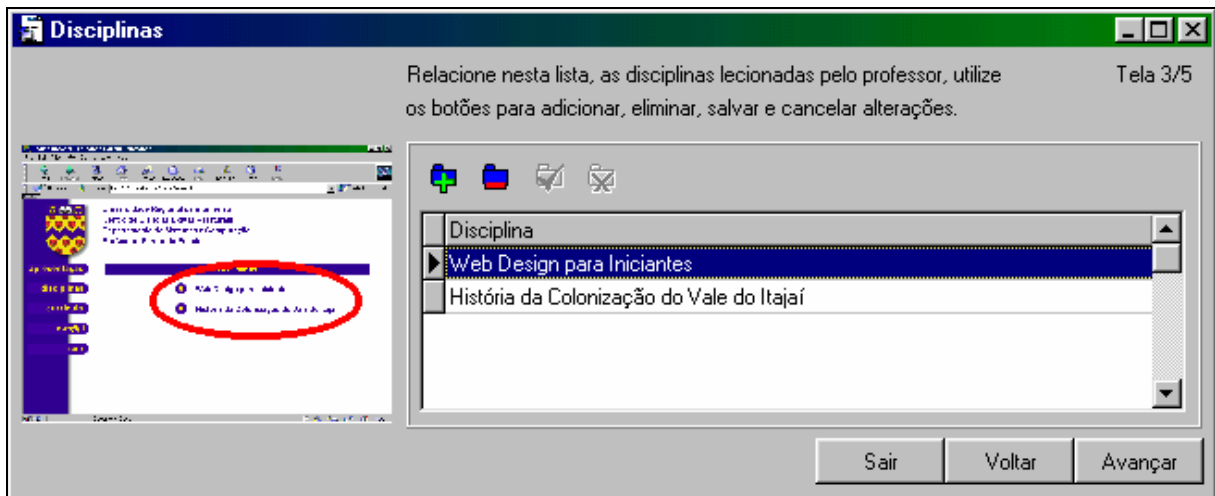 Disciplinas
Relacione nesta lista, as disciplinas lecionadas pelo professor, utilize
Tela 3/5
os botões para adicionar, eliminar, salvar e cancelar alterações.
Disciplina
Web Design para Iniciantes
História da Colonização do Vale do Itajaí
Sair
Voltar
Avançar